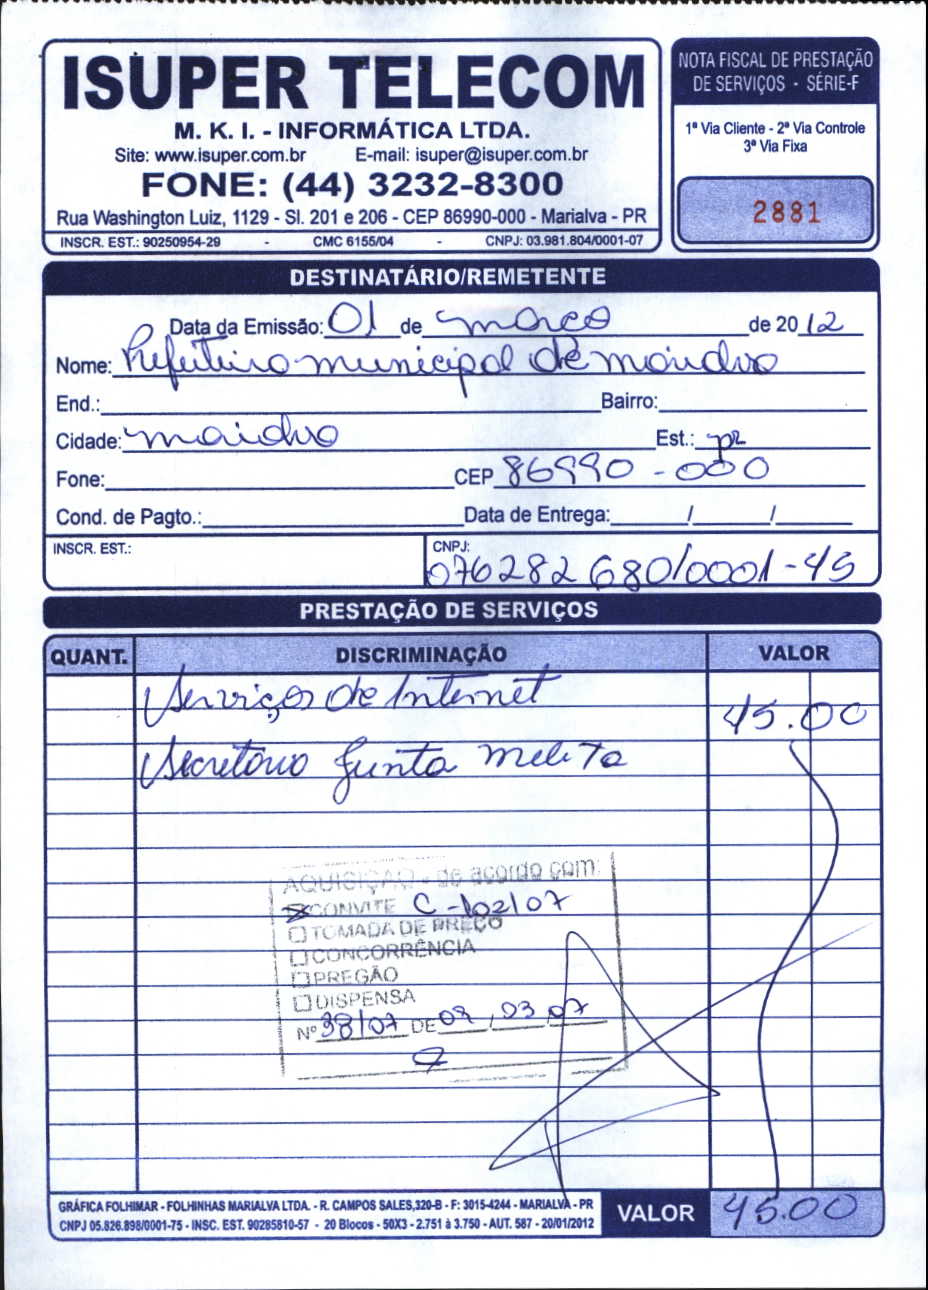 ISUPER TELECOM
M. K. I. - INFORMÁTICA LTDA.
Site: www.isuper.com.br E-mail: isuper@isuper.com.br
FONE: (44) 3232-8300
Rua Washington Luiz, 1129 - Sl. 201 e 206 - CEP 86990-000 - Marialva - PR
INSCR. EST.: 90250954-29 - CMC 6155/04 - CNPJ: 03.981.804/0001-07
NOTA FISCAL DE PRESTAÇÃO
DE SERVIÇOS - SÉRIE-F
1ª Via Cliente - 2ª Via Controle
3ª Via Fixa
2881
DESTINATÁRIO/REMETENTE
Data da Emissão: 01 de março de 2012
Nome: Prefeitura municipal de marialva
End.: Bairro:
Cidade: marialva Est.: pr
Fone: CEP 86990-000
Cond. de Pagto.: Data de Entrega: / /
INSCR. EST.: CNPJ: 076282680/0001-45
PRESTAÇÃO DE SERVIÇOS
QUANT. DISCRIMINAÇÃO VALOR
Serviços de Internet 45.00
Secretário Junta
AQUISIÇÃO - de acordo com:
CONVITE C-102/07
TOMADA DE PREÇO
CONCORRÊNCIA
PREGÃO
DISPENSA
Nº 38/07 DE 09, 03, 07
GRÁFICA FOLHIMAR - FOLHINHAS MARIALVA LTDA. - R. CAMPOS SALES, 320-B - F: 3015-4244 - MARIALVA - PR
CNPJ 05.826.898/0001-75 - INSC. EST. 90285810-57 - 20 Blocos - 50X3 - 2.751 à 3.750 - AUT. 587 - 20/01/2012
VALOR 45.00